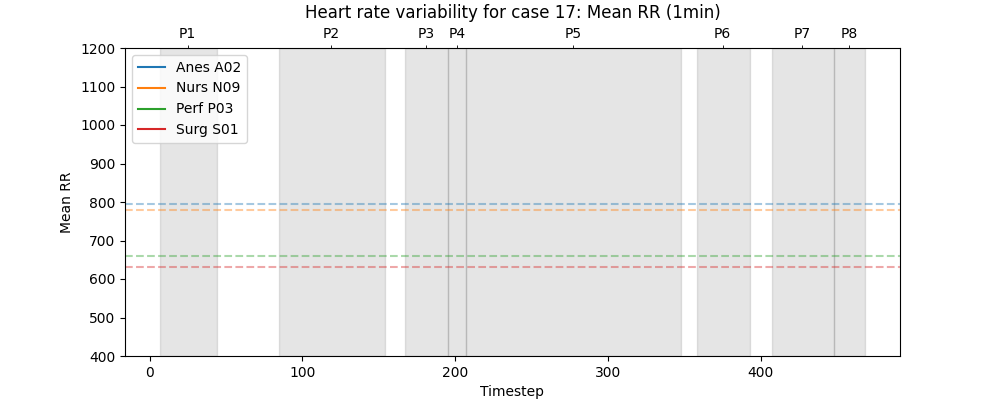 Heart rate variability for case 17: Mean RR (1min)
P1 P2 P3 P4 P5 P6 P7 P8
1200
1100
1000
900
800
700
600
500
400
Mean RR
Anes A02
Nurs N09
Perf P03
Surg S01
0 100 200 300 400
Timestep